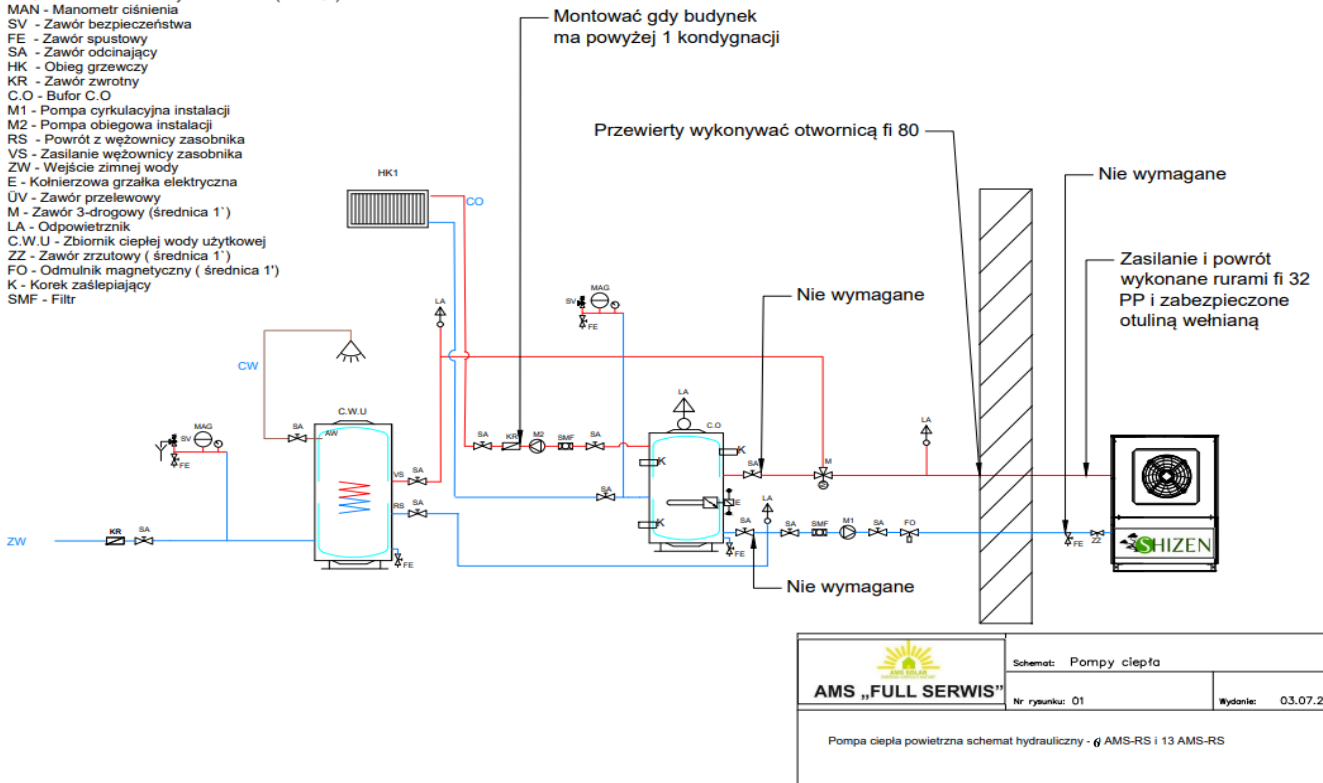 MAN - Manometr ciśnienia
SV - Zawór bezpieczeństwa
FE - Zawór spustowy
SA - Zawór odcinający
HK - Obieg grzewczy
KR - Zawór zwrotny
C.O - Bufor C.O
M1 - Pompa cyrkulacyjna instalacji
M2 - Pompa obiegowa instalacji
RS - Powrót z wężownicy zasobnika
VS - Zasilanie wężownicy zasobnika
ZW - Wejście zimnej wody
E - Kołnierzowa grzałka elektryczna
ÜV - Zawór przelewowy
M - Zawór 3-drogowy (średnica 1`)
LA - Odpowietrznik
C.W.U - Zbiornik ciepłej wody użytkowej
ZZ - Zawór zrzutowy ( średnica 1`)
FO - Odmulnik magnetyczny ( średnica 1')
K - Korek zaślepiający
SMF - Filtr
Montować gdy budynek
ma powyżej 1 kondygnacji
Przewierty wykonywać otwornicą fi 80
Nie wymagane
Zasilanie i powrót
wykonane rurami fi 32
PP i zabezpieczone
otuliną wełnianą
Nie wymagane
HK1
CO
LA
SV
MAG
FE
CW
C.W.U
SA
AW
MAG
SV
FE
VS
SA
RS
SA
FE
KR
SA
ZW
SA
KR
M2
SMF
SA
LA
C.O
K
K
K
SA
SA
E
FE
M
LA
LA
SA
SA
SMF
M1
SA
FO
FE
ZZ
SHIZEN
Nie wymagane
AMS SOLAR
AMS „FULL SERWIS”
Schemat: Pompy ciepła
Nr rysunku: 01
Wydanie: 03.07.2
Pompa ciepła powietrzna schemat hydrauliczny - 6 AMS-RS i 13 AMS-RS